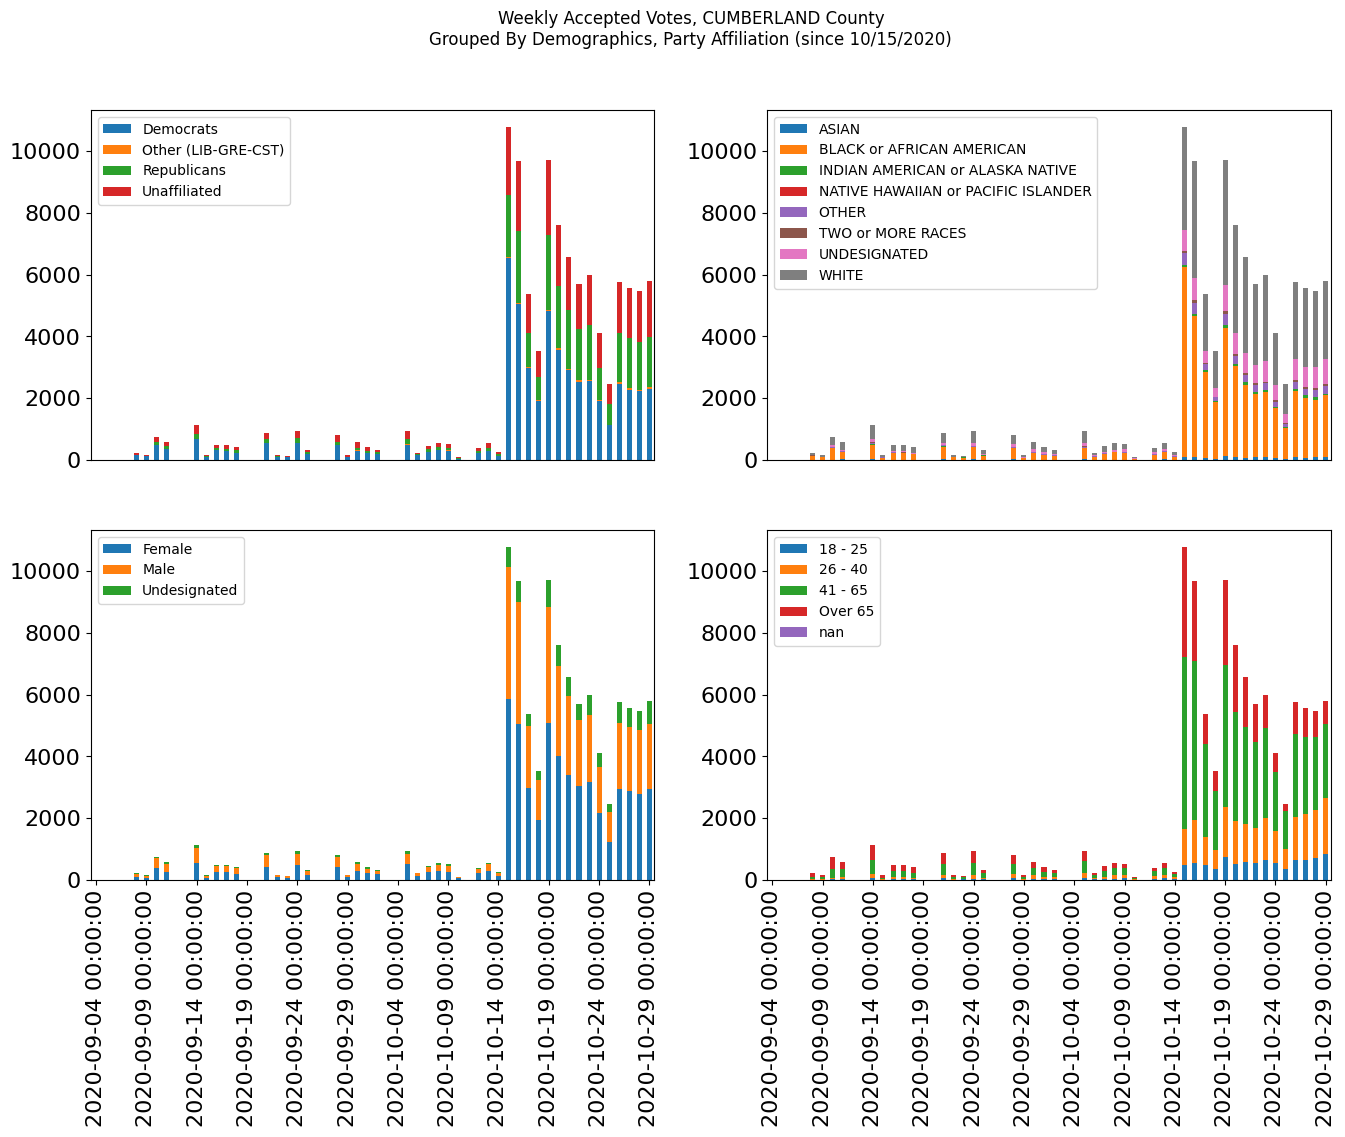 Weekly Accepted Votes, CUMBERLAND County
Grouped By Demographics, Party Affiliation (since 10/15/2020)
10000
8000
6000
4000
2000
0
Democrats
Other (LIB-GRE-CST)
Republicans
Unaffiliated
10000
8000
6000
4000
2000
0
ASIAN
BLACK or AFRICAN AMERICAN
INDIAN AMERICAN or ALASKA NATIVE
NATIVE HAWAIIAN or PACIFIC ISLANDER
OTHER
TWO or MORE RACES
UNDESIGNATED
WHITE
10000
8000
6000
4000
2000
0
Female
Male
Undesignated
2020-09-04 00:00:00
2020-09-09 00:00:00
2020-09-14 00:00:00
2020-09-19 00:00:00
2020-09-24 00:00:00
2020-09-29 00:00:00
2020-10-04 00:00:00
2020-10-09 00:00:00
2020-10-14 00:00:00
2020-10-19 00:00:00
2020-10-24 00:00:00
2020-10-29 00:00:00
10000
8000
6000
4000
2000
0
18 - 25
26 - 40
41 - 65
Over 65
nan
2020-09-04 00:00:00
2020-09-09 00:00:00
2020-09-14 00:00:00
2020-09-19 00:00:00
2020-09-24 00:00:00
2020-09-29 00:00:00
2020-10-04 00:00:00
2020-10-09 00:00:00
2020-10-14 00:00:00
2020-10-19 00:00:00
2020-10-24 00:00:00
2020-10-29 00:00:00